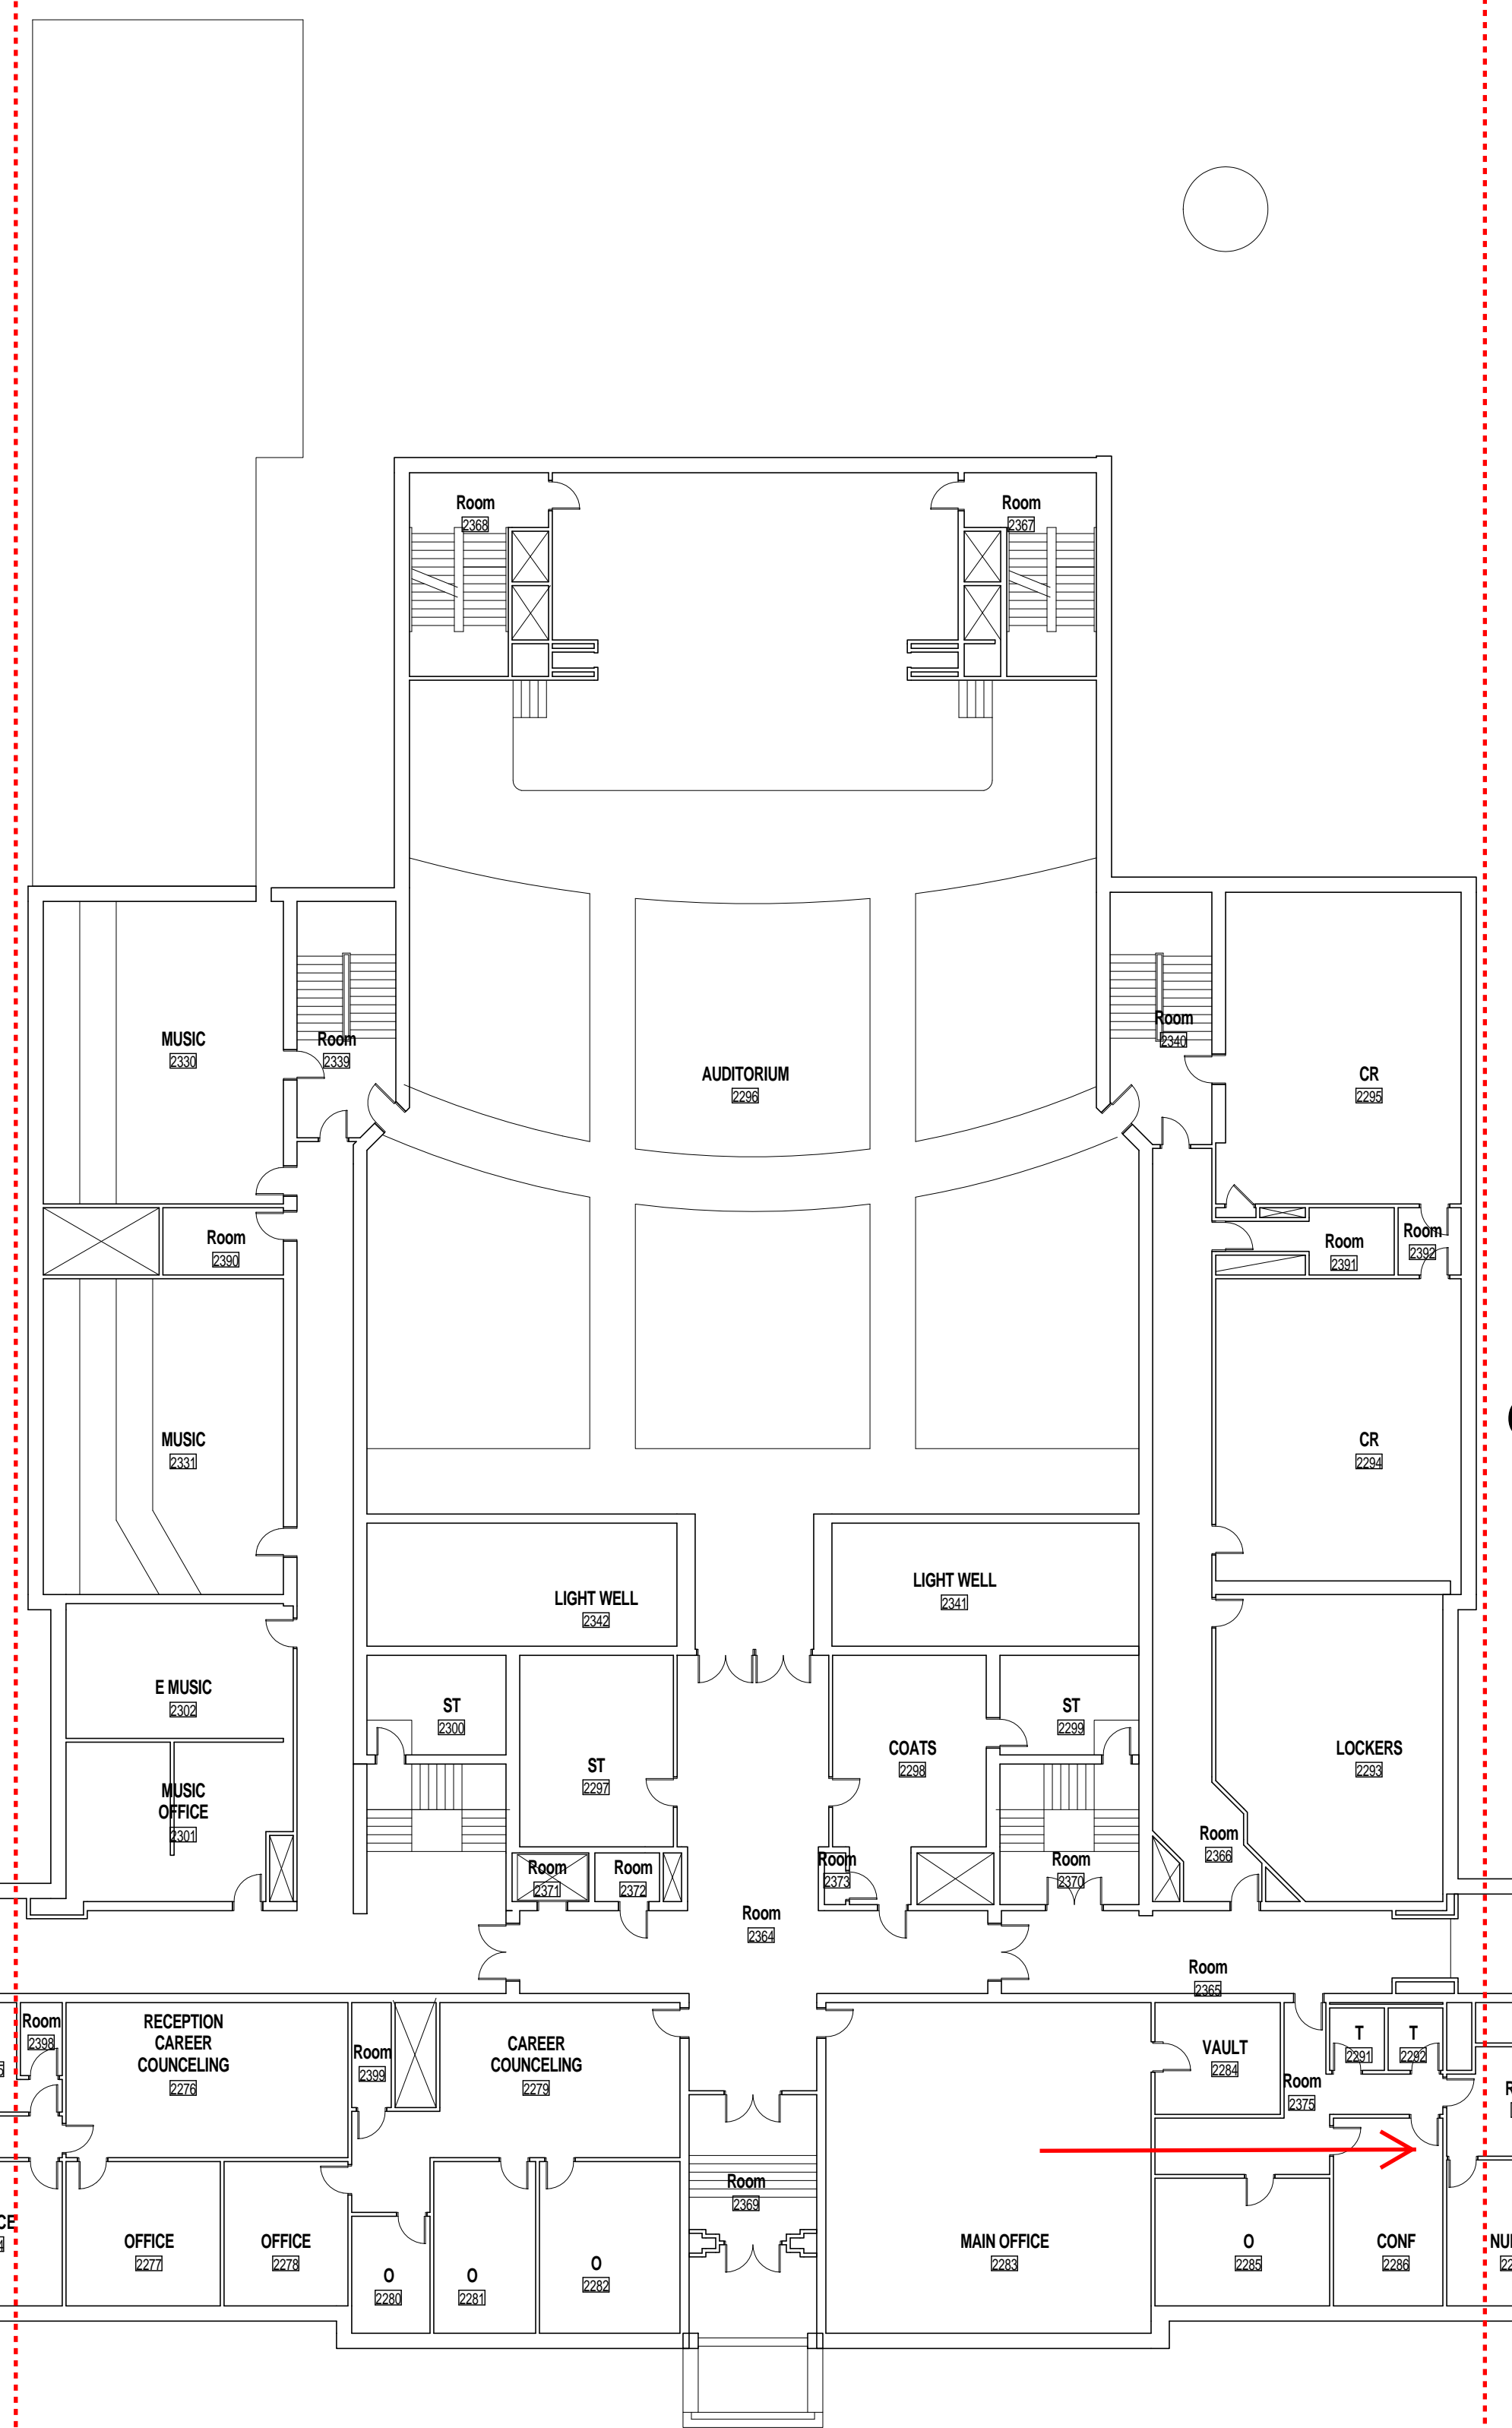 Room
2368
Room
2367
MUSIC
2330
Room
2339
AUDITORIUM
2296
Room
2340
CR
2295
Room
2390
Room
2391
Room
2392
MUSIC
2331
CR
2294
LIGHT WELL
2342
LIGHT WELL
2341
E MUSIC
2302
ST
2300
ST
2297
COATS
2298
ST
2299
LOCKERS
2293
MUSIC
OFFICE
2301
Room
2371
Room
2372
Room
2373
Room
2370
Room
2366
Room
2364
Room
2365
Room
2398
RECEPTION
CAREER
COUNCELING
2276
Room
2399
CAREER
COUNCELING
2279
VAULT
2284
T
2291
T
2292
Room
2375
Room
2369
OFFICE
2277
OFFICE
2278
O
2280
O
2281
O
2282
MAIN OFFICE
2283
O
2285
CONF
2286